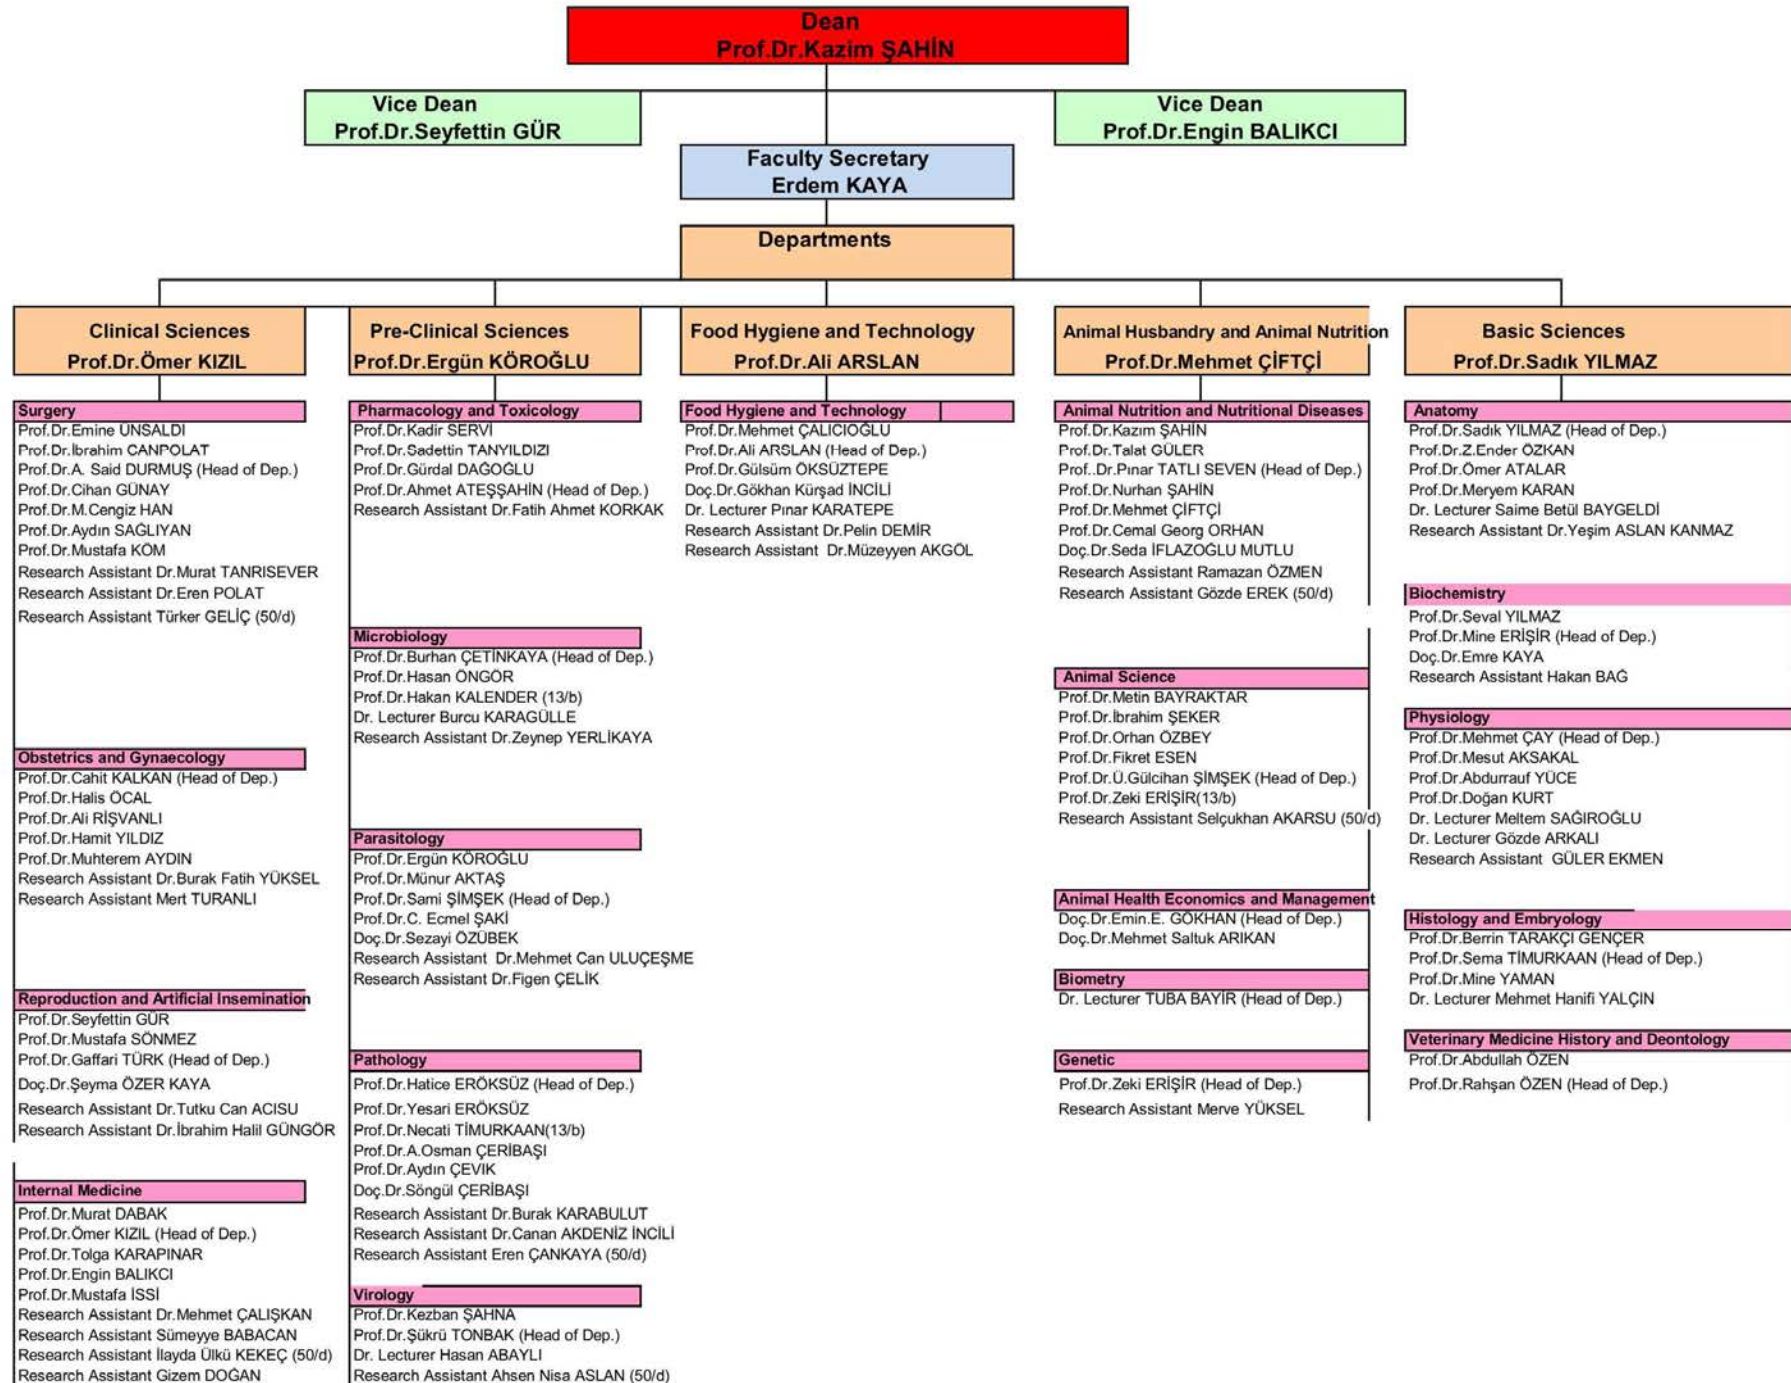 Dean
Prof.Dr.Kazim ŞAHİN
Vice Dean
Prof.Dr.Seyfettin GÜR
Vice Dean
Prof.Dr.Engin BALIKCI
Faculty Secretary
Erdem KAYA
Departments
Clinical Sciences
Prof.Dr.Ömer KIZIL
Surgery
Prof.Dr.Emine ÜNSALDI
Prof.Dr.İbrahim CANPOLAT
Prof.Dr.A. Said DURMUŞ (Head of Dep.)
Prof.Dr.Cihan GÜNAY
Prof.Dr.M.Cengiz HAN
Prof.Dr.Aydın SAĞLIYAN
Prof.Dr.Mustafa KÖM
Research Assistant Dr.Murat TANRISEVER
Research Assistant Dr.Eren POLAT
Research Assistant Türker GELİÇ (50/d)
Obstetrics and Gynaecology
Prof.Dr.Cahit KALKAN (Head of Dep.)
Prof.Dr.Halis ÖCAL
Prof.Dr.Ali RİŞVANLI
Prof.Dr.Hamit YILDIZ
Prof.Dr.Muhterem AYDIN
Research Assistant Dr.Burak Fatih YÜKSEL
Research Assistant Mert TURANLI
Reproduction and Artificial Insemination
Prof.Dr.Seyfettin GÜR
Prof.Dr.Mustafa SÖNMEZ
Prof.Dr.Gaffari TÜRK (Head of Dep.)
Doç.Dr.Şeyma ÖZER KAYA
Research Assistant Dr.Tutku Can ACISU
Research Assistant Dr.İbrahim Halil GÜNGÖR
Internal Medicine
Prof.Dr.Murat DABAK
Prof.Dr.Ömer KIZIL (Head of Dep.)
Prof.Dr.Tolga KARAPINAR
Prof.Dr.Engin BALIKCI
Prof.Dr.Mustafa İSSİ
Research Assistant Dr.Mehmet ÇALIŞKAN
Research Assistant Sümeyye BABACAN
Research Assistant İlayda Ülkü KEKEÇ (50/d)
Research Assistant Gizem DOĞAN
Pre-Clinical Sciences
Prof.Dr.Ergün KÖROĞLU
Pharmacology and Toxicology
Prof.Dr.Kadir SERVİ
Prof.Dr.Sadettin TANYILDIZI
Prof.Dr.Gürdal DAĞOĞLU
Prof.Dr.Ahmet ATEŞŞAHİN (Head of Dep.)
Research Assistant Dr.Fatih Ahmet KORKAK
Microbiology
Prof.Dr.Burhan ÇETİNKAYA (Head of Dep.)
Prof.Dr.Hasan ÖNGÖR
Prof.Dr.Hakan KALENDER (13/b)
Dr. Lecturer Burcu KARAGÜLLE
Research Assistant Dr.Zeynep YERLİKAYA
Parasitology
Prof.Dr.Ergün KÖROĞLU
Prof.Dr.Münur AKTAŞ
Prof.Dr.Sami ŞİMŞEK (Head of Dep.)
Prof.Dr.C. Ecmel ŞAKİ
Doç.Dr.Sezayi ÖZÜBEK
Research Assistant  Dr.Mehmet Can ULUÇEŞME
Research Assistant Dr.Figen ÇELİK
Pathology
Prof.Dr.Hatice ERÖKSÜZ (Head of Dep.)
Prof.Dr.Yesari ERÖKSÜZ
Prof.Dr.Necati TİMURKAAN(13/b)
Prof.Dr.A.Osman ÇERİBAŞI
Prof.Dr.Aydın ÇEVIK
Doç.Dr.Söngül ÇERİBAŞI
Research Assistant Dr.Burak KARABULUT
Research Assistant Dr.Canan AKDENİZ İNCİLİ
Research Assistant Eren ÇANKAYA (50/d)
Virology
Prof.Dr.Kezban ŞAHNA
Prof.Dr.Şükrü TONBAK (Head of Dep.)
Dr. Lecturer Hasan ABAYLI
Research Assistant Ahsen Nisa ASLAN (50/d)
Food Hygiene and Technology
Prof.Dr.Ali ARSLAN
Food Hygiene and Technology
Prof.Dr.Mehmet ÇALICIOĞLU
Prof.Dr.Ali ARSLAN (Head of Dep.)
Prof.Dr.Gülsüm ÖKSÜZTEPE
Doç.Dr.Gökhan Kürşad İNCİLİ
Dr. Lecturer Pınar KARATEPE
Research Assistant Dr.Pelin DEMİR
Research Assistant  Dr.Müzeyyen AKGÖL
Animal Husbandry and Animal Nutrition
Prof.Dr.Mehmet ÇİFTÇİ
Animal Nutrition and Nutritional Diseases
Prof.Dr.Kazım ŞAHİN
Prof.Dr.Talat GÜLER
Prof..Dr.Pınar TATLI SEVEN (Head of Dep.)
Prof.Dr.Nurhan ŞAHİN
Prof.Dr.Mehmet ÇİFTÇİ
Prof.Dr.Cemal Georg ORHAN
Doç.Dr.Seda İFLAZOĞLU MUTLU
Research Assistant Ramazan ÖZMEN
Research Assistant Gözde EREK (50/d)
Animal Science
Prof.Dr.Metin BAYRAKTAR
Prof.Dr.İbrahim ŞEKER
Prof.Dr.Orhan ÖZBEY
Prof.Dr.Fikret ESEN
Prof.Dr.Ü.Gülcihan ŞİMŞEK (Head of Dep.)
Prof.Dr.Zeki ERİŞİR(13/b)
Research Assistant Selçukhan AKARSU (50/d)
Animal Health Economics and Management
Doç.Dr.Emin.E. GÖKHAN (Head of Dep.)
Doç.Dr.Mehmet Saltuk ARIKAN
Biometry
Dr. Lecturer TUBA BAYİR (Head of Dep.)
Genetic
Prof.Dr.Zeki ERİŞİR (Head of Dep.)
Research Assistant Merve YÜKSEL
Basic Sciences
Prof.Dr.Sadık YILMAZ
Anatomy
Prof.Dr.Sadık YILMAZ (Head of Dep.)
Prof.Dr.Z.Ender ÖZKAN
Prof.Dr.Ömer ATALAR
Prof.Dr.Meryem KARAN
Dr. Lecturer Saime Betül BAYGELDİ
Research Assistant Dr.Yeşim ASLAN KANMAZ
Biochemistry
Prof.Dr.Seval YILMAZ
Prof.Dr.Mine ERİŞİR (Head of Dep.)
Doç.Dr.Emre KAYA
Research Assistant Hakan BAĞ
Physiology
Prof.Dr.Mehmet ÇAY (Head of Dep.)
Prof.Dr.Mesut AKSAKAL
Prof.Dr.Abdurrauf YÜCE
Prof.Dr.Doğan KURT
Dr. Lecturer Meltem SAĞIROĞLU
Dr. Lecturer Gözde ARKALI
Research Assistant  GÜLER EKMEN
Histology and Embryology
Prof.Dr.Berrin TARAKÇI GENÇER
Prof.Dr.Sema TİMURKAAN (Head of Dep.)
Prof.Dr.Mine YAMAN
Dr. Lecturer Mehmet Hanifi YALÇIN
Veterinary Medicine History and Deontology
Prof.Dr.Abdullah ÖZEN
Prof.Dr.Rahşan ÖZEN (Head of Dep.)